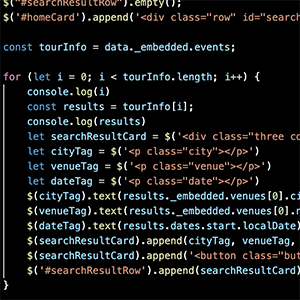 $("#searchResultRow").empty();
$('#homeCard').append('<div class="row" id="search
const tourInfo = data._embedded.events;
for (let i = 0; i < tourInfo.length; i++) {
console.log(i)
const results = tourInfo[i];
console.log(results)
let searchResultCard = $('<div class="three co
let cityTag = $('<p class="city"></p>')
let venueTag = $('<p class="venue"></p>')
let dateTag = $('<p class="date"></p>')
$(cityTag).text(results._embedded.venues[0].ci
$(venueTag).text(results._embedded.venues[0].n
$(dateTag).text(results.dates.start.localDate)
$(searchResultCard).append(cityTag, venueTag,
$(searchResultCard).append('<button class="but
$('#searchResultRow').append(searchResultCard)
}